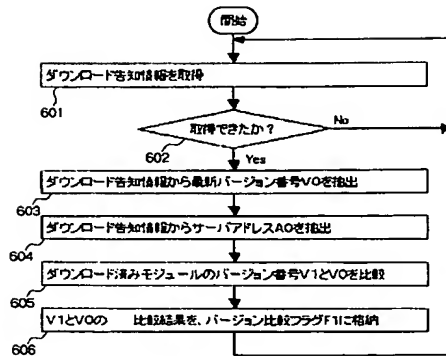 開始
ダウンロード告知情報を取得
601
取得できたか？
No
602
Yes
ダウンロード告知情報から最新バージョン番号V0を抽出
603
ダウンロード告知情報からサーバアドレスA0を抽出
604
ダウンロード済みモジュールのバージョン番号V1とV0を比較
605
V1とV0の 比較結果を、バージョン比較フラグF1に格納
606